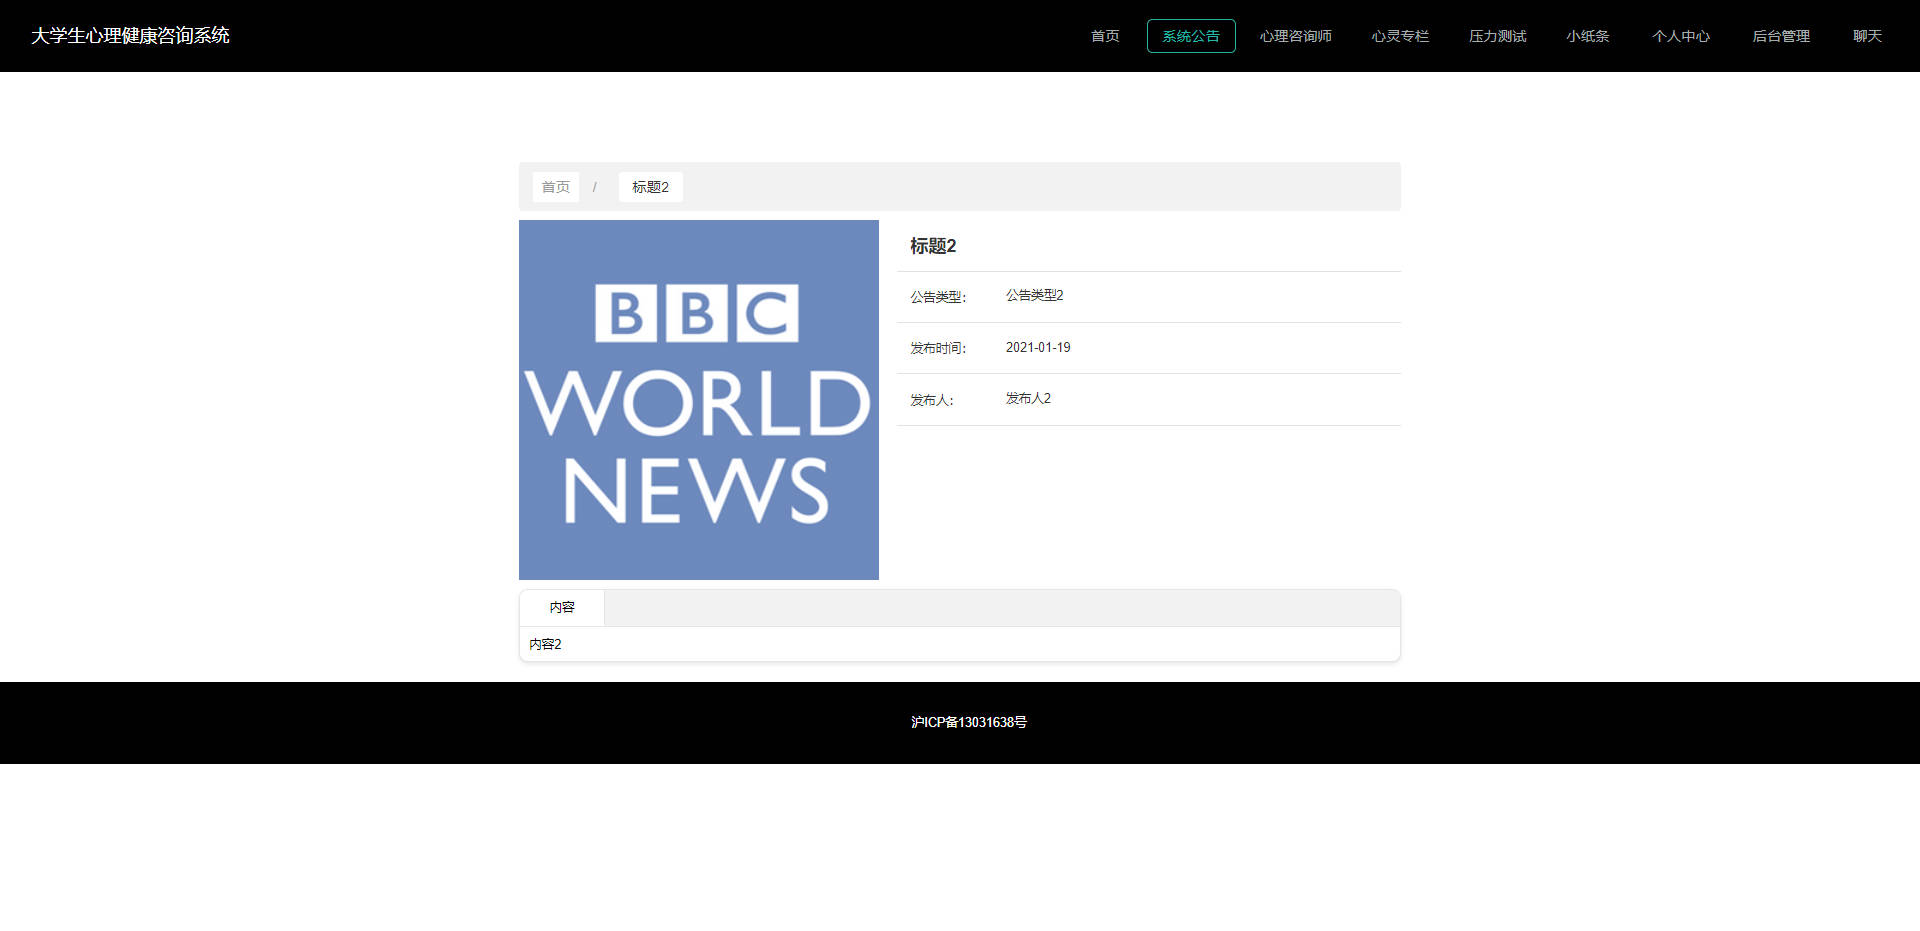 大学生心理健康咨询系统
首页 系统公告 心理咨询师 心灵专栏 压力测试 小纸条 个人中心 后台管理 聊天
首页 / 标题2
BBC
WORLD
NEWS
标题2
公告类型： 公告类型2
发布时间： 2021-01-19
发布人： 发布人2
内容
内容2
沪ICP备13031638号